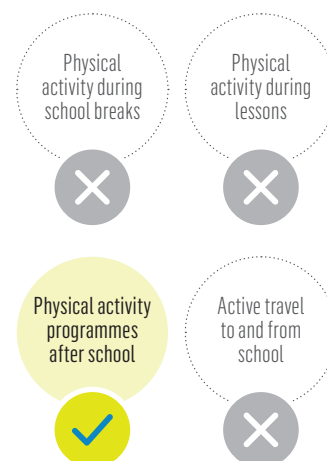 Physical
activity during
school breaks
Physical
activity during
lessons
Physical activity
programmes
after school
Active travel
to and from
school